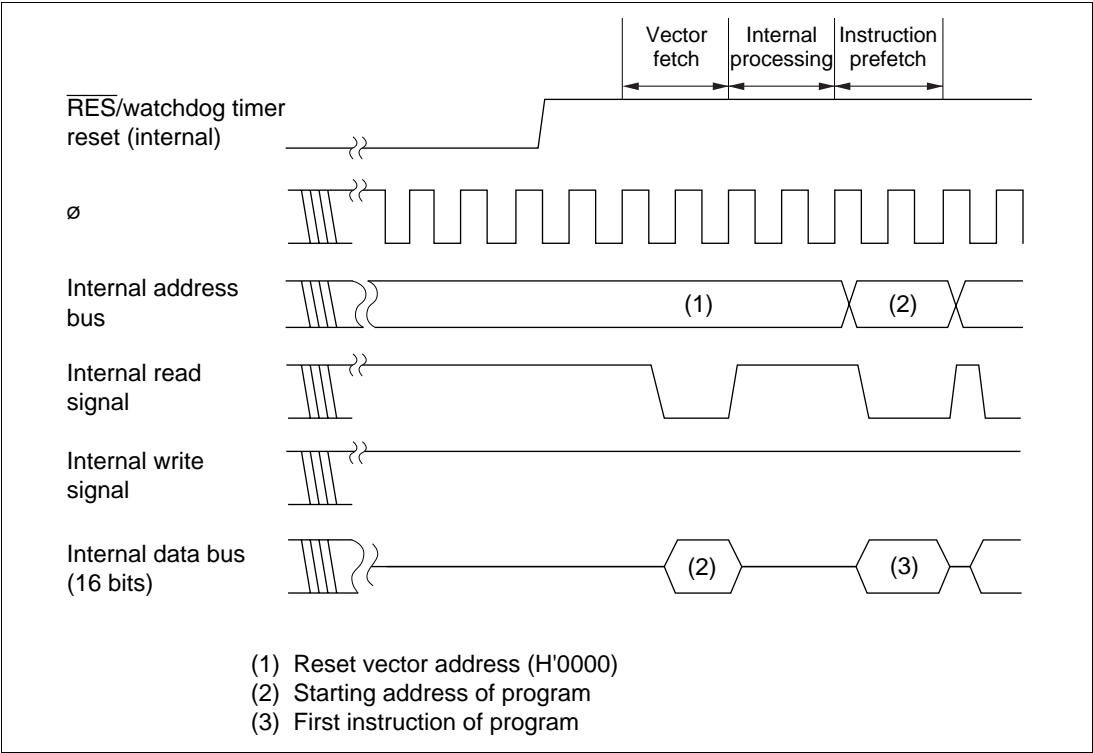 Vector
fetch
Internal
processing
Instruction
prefetch
R̅E̅S̅/watchdog timer
reset (internal)
ø
Internal address
bus
(1)
(2)
Internal read
signal
Internal write
signal
Internal data bus
(16 bits)
(2)
(3)
(1) Reset vector address (H'0000)
(2) Starting address of program
(3) First instruction of program